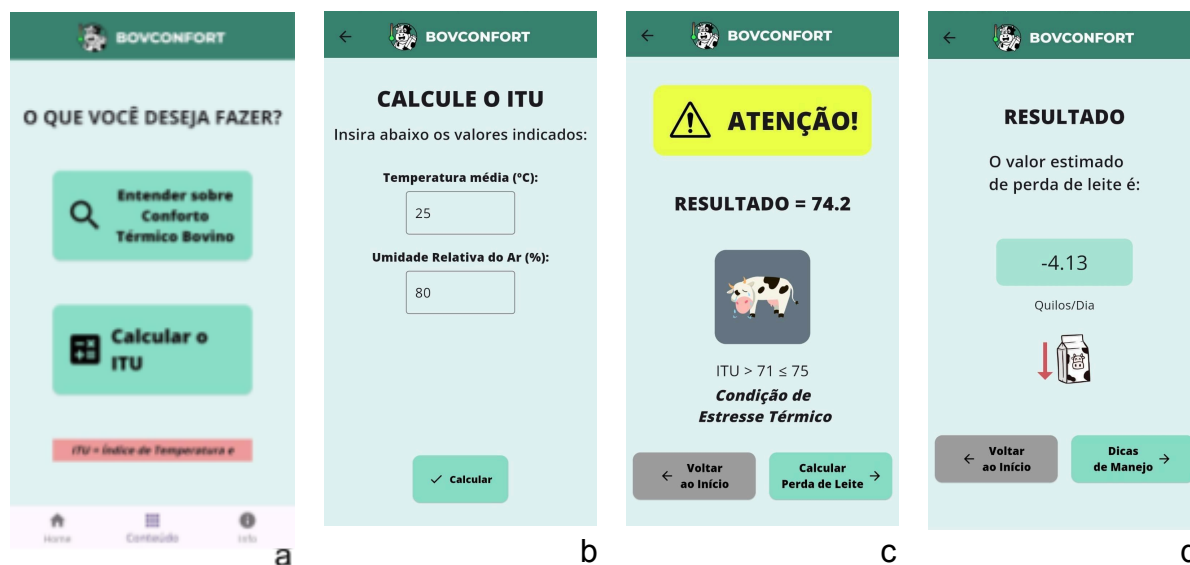 BOVCONFORT
O QUE VOCÊ DESEJA FAZER?
Entender sobre
Conforto
Térmico Bovino
Calcular o
ITU
ITU = Índice de Temperatura e
Home
Conteúdo
Info
a
BOVCONFORT
CALCULE O ITU
Insira abaixo os valores indicados:
Temperatura média (°C):
25
Umidade Relativa do Ar (%):
80
Calcular
b
BOVCONFORT
ATENÇÃO!
RESULTADO = 74.2
ITU > 71 ≤ 75
Condição de
Estresse Térmico
Voltar
ao Início
Calcular
Perda de Leite
c
BOVCONFORT
RESULTADO
O valor estimado
de perda de leite é:
-4.13
Quilos/Dia
Voltar
ao Início
Dicas
de Manejo